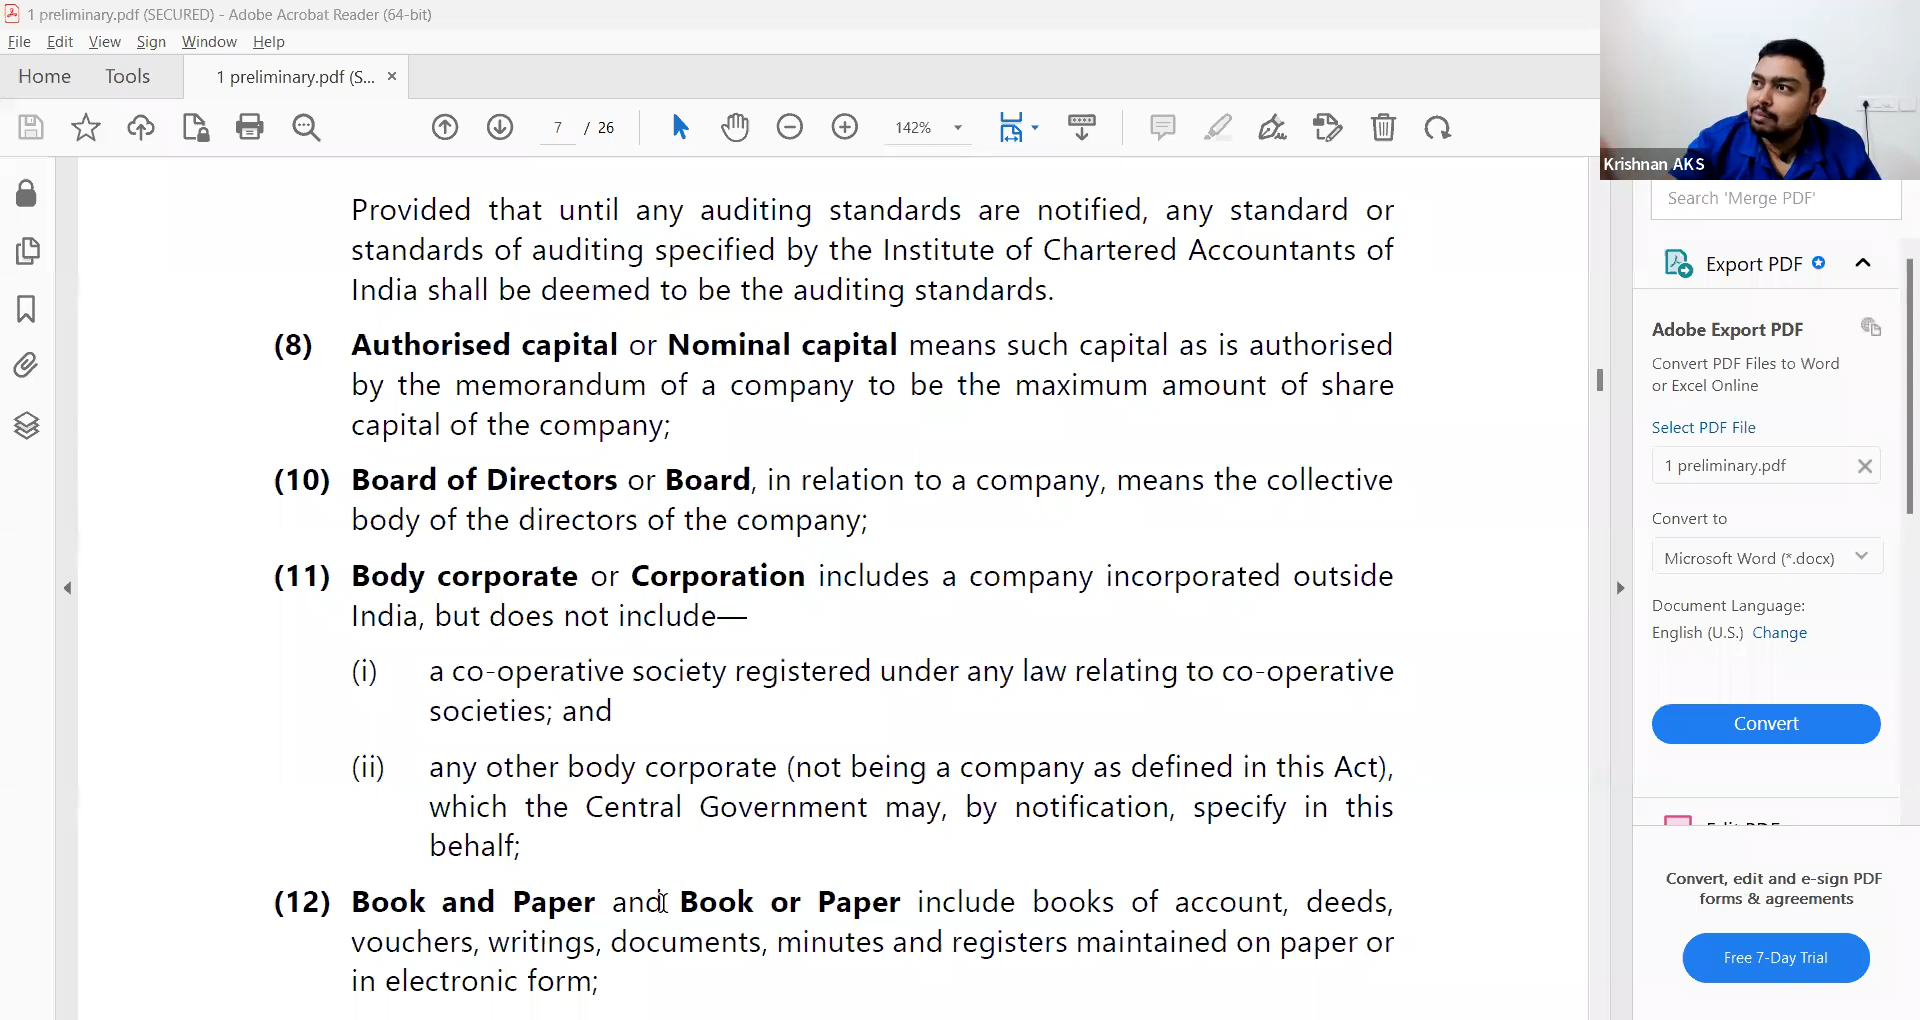 1 preliminary.pdf (SECURED) - Adobe Acrobat Reader (64-bit)
File Edit View Sign Window Help
Home Tools 1 preliminary.pdf (S... ×
7 / 26 142%
Krishnan AKS
Provided that until any auditing standards are notified, any standard or
standards of auditing specified by the Institute of Chartered Accountants of
India shall be deemed to be the auditing standards.
(8) Authorised capital or Nominal capital means such capital as is authorised
by the memorandum of a company to be the maximum amount of share
capital of the company;
(10) Board of Directors or Board, in relation to a company, means the collective
body of the directors of the company;
(11) Body corporate or Corporation includes a company incorporated outside
India, but does not include—
(i) a co-operative society registered under any law relating to co-operative
societies; and
(ii) any other body corporate (not being a company as defined in this Act),
which the Central Government may, by notification, specify in this
behalf;
(12) Book and Paper and Book or Paper include books of account, deeds,
vouchers, writings, documents, minutes and registers maintained on paper or
in electronic form;
Search 'Merge PDF'
Export PDF
Adobe Export PDF
Convert PDF Files to Word
or Excel Online
Select PDF File
1 preliminary.pdf
Convert to
Microsoft Word (*.docx)
Document Language:
English (U.S.) Change
Convert
Convert, edit and e-sign PDF
forms & agreements
Free 7-Day Trial